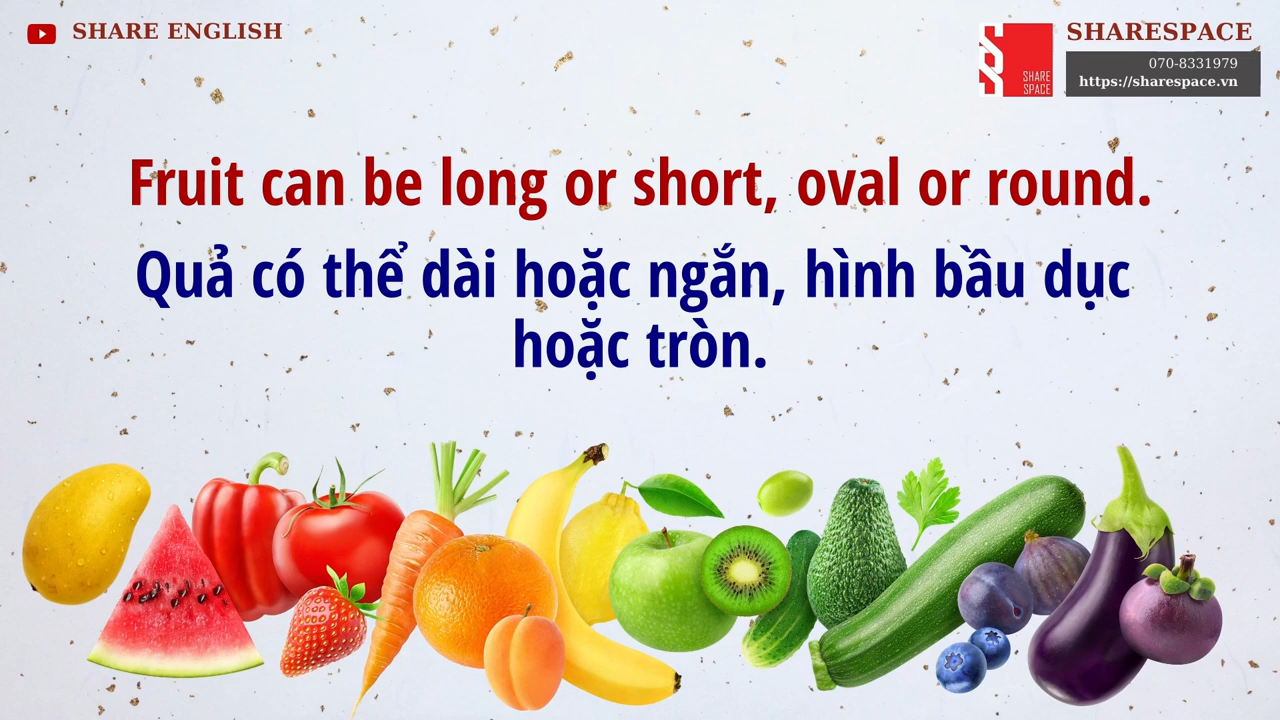 SHARE ENGLISH
SHARESPACE
070-8331979
https://sharespace.vn
SHARE
SPACE
Fruit can be long or short, oval or round.
Quả có thể dài hoặc ngắn, hình bầu dục
hoặc tròn.